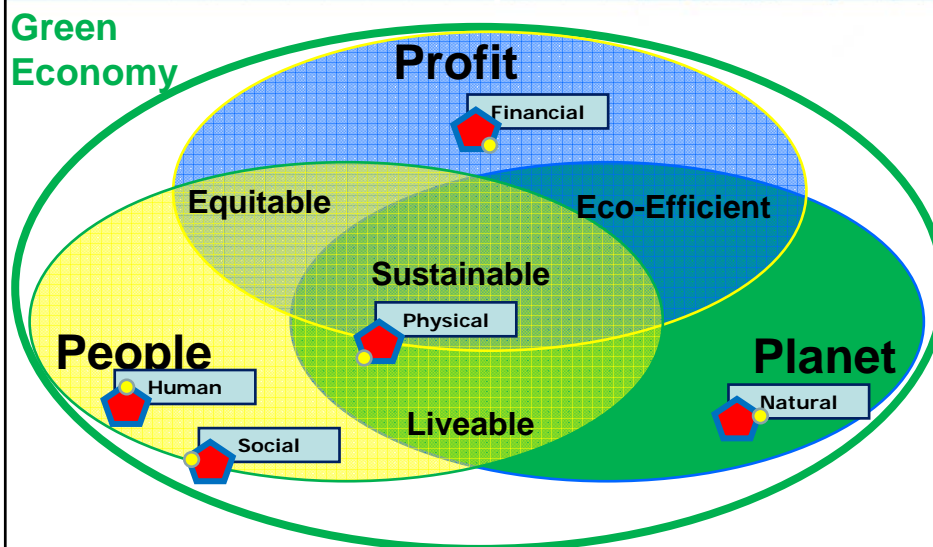 Green
Economy
Profit
Financial
Equitable
Eco-Efficient
Sustainable
Physical
People
Human
Planet
Natural
Liveable
Social